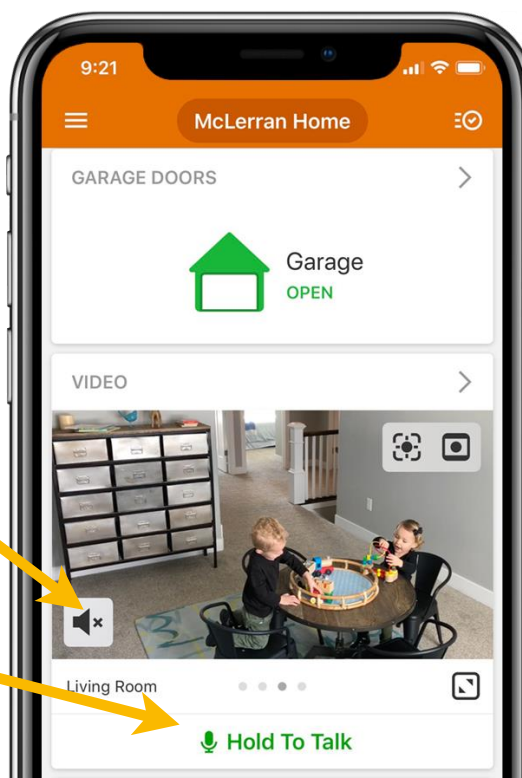 9:21
McLerran Home
GARAGE DOORS
Garage
OPEN
VIDEO
Living Room
Hold To Talk